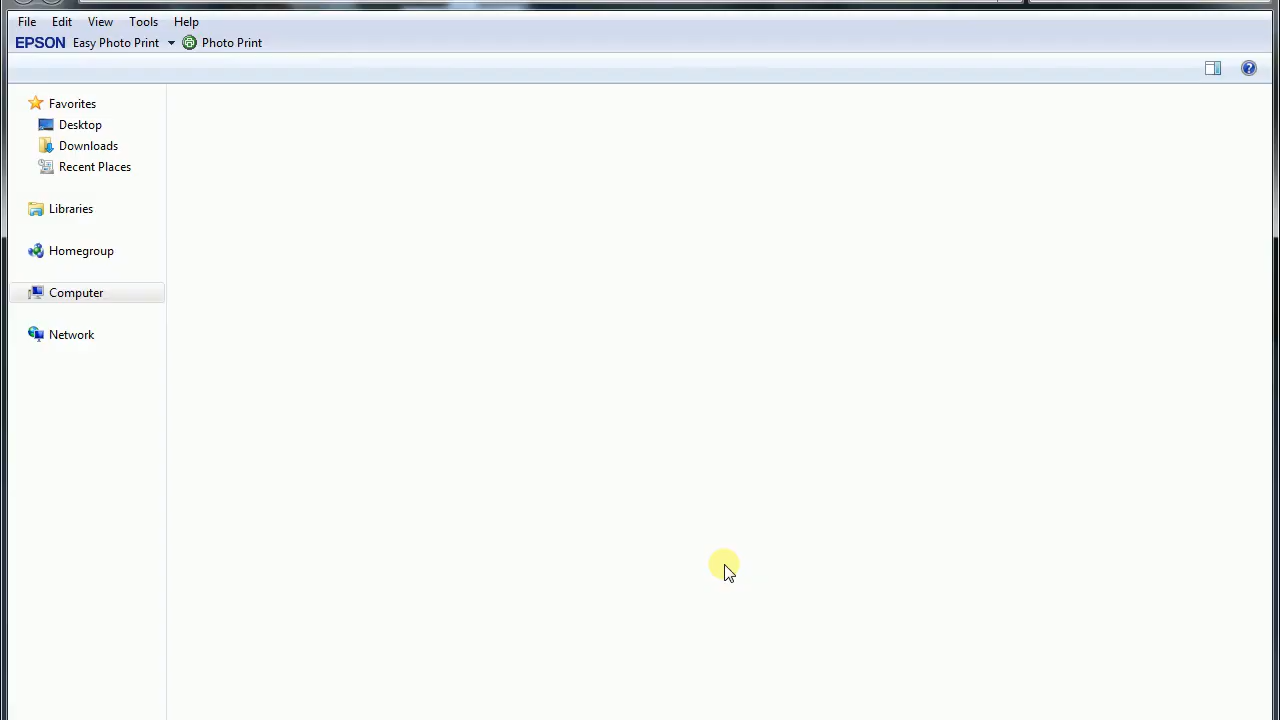 File Edit View Tools Help
EPSON Easy Photo Print Photo Print
Favorites
Desktop
Downloads
Recent Places
Libraries
Homegroup
Computer
Network